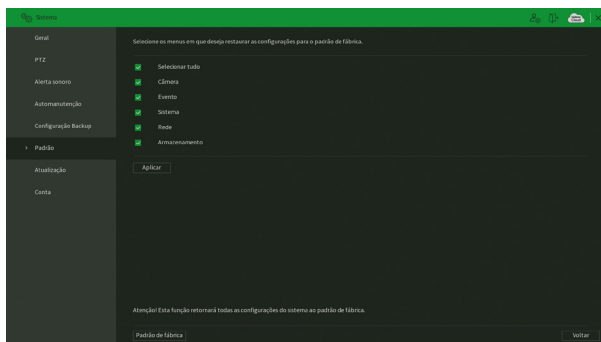 Sistema
Geral
PTZ
Alerta sonoro
Automanutenção
Configuração Backup
Padrão
Atualização
Conta
Selecione os menus em que deseja restaurar as configurações para o padrão de fábrica.
Selecionar tudo
Câmera
Evento
Sistema
Rede
Armazenamento
Aplicar
Atenção! Esta função retornará todas as configurações do sistema ao padrão de fábrica.
Padrão de fábrica
Voltar